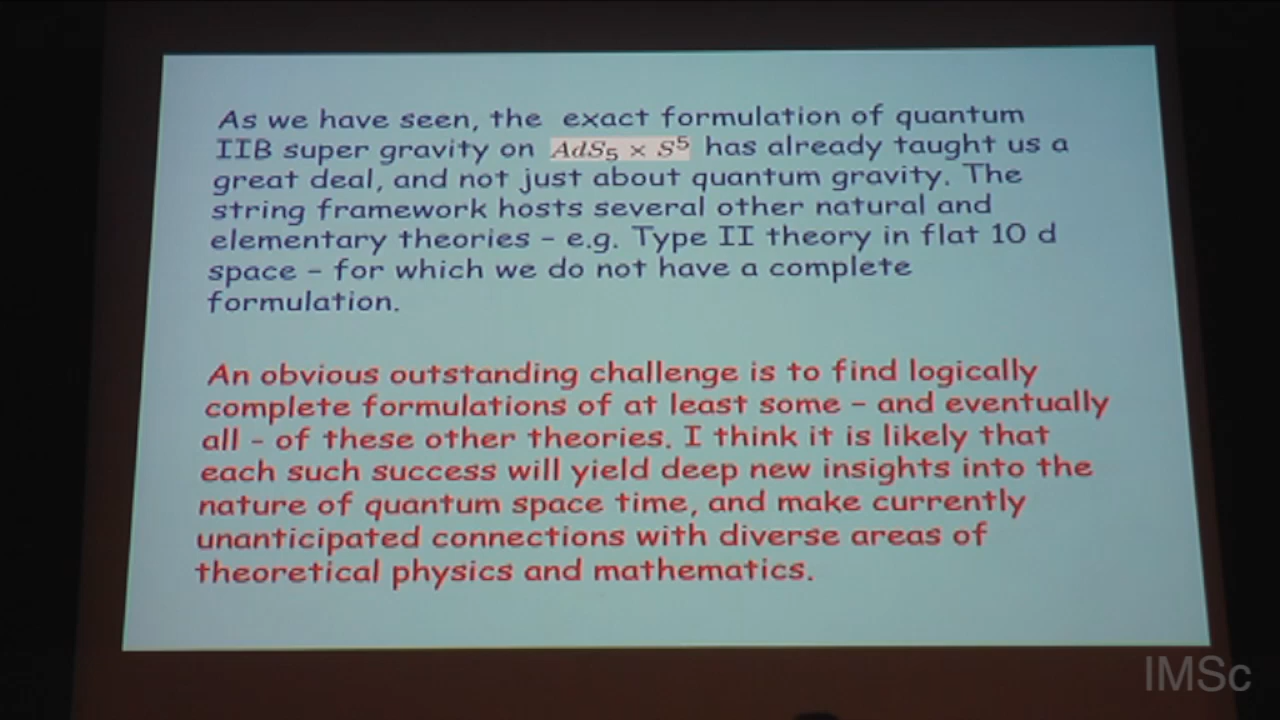 As we have seen, the exact formulation of quantum
IIB super gravity on AdS₅ × S⁵ has already taught us a
great deal, and not just about quantum gravity. The
string framework hosts several other natural and
elementary theories – e.g. Type II theory in flat 10 d
space – for which we do not have a complete
formulation.
An obvious outstanding challenge is to find logically
complete formulations of at least some – and eventually
all - of these other theories. I think it is likely that
each such success will yield deep new insights into the
nature of quantum space time, and make currently
unanticipated connections with diverse areas of
theoretical physics and mathematics.
IMSc